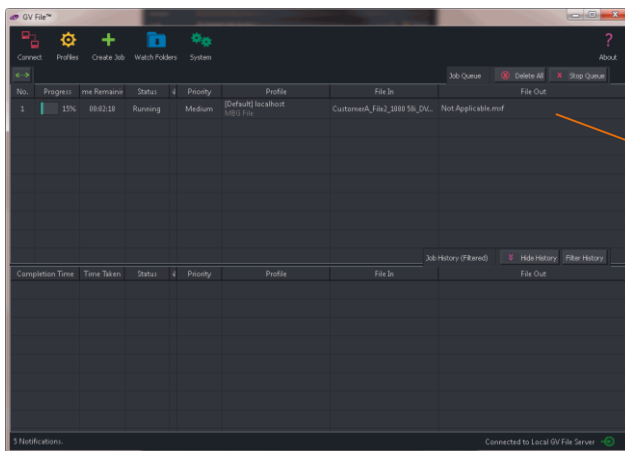 GV File™
Connect Profiles Create Job Watch Folders System About
<--> Job Queue Delete All X Stop Queue
No. Progress me Remainin Status Priority Profile File In File Out
1 15% 00:02:10 Running Medium [Default] localhost CustomerA_File2_1080 50i_DV... Not Applicable.mxf
MBG File
Job History (Filtered) Hide History Filter History
Completion Time Time Taken Status Priority Profile File In File Out
5 Notifications. Connected to Local GV File Server